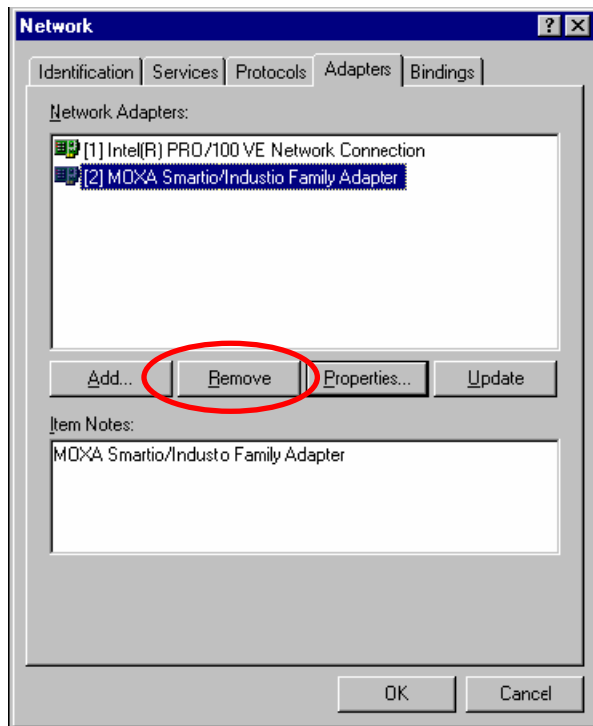 Network
Identification Services Protocols Adapters Bindings
Network Adapters:
[1] Intel(R) PRO/100 VE Network Connection
[2] MOXA Smartio/Industio Family Adapter
Add... Remove Properties... Update
Item Notes:
MOXA Smartio/Industo Family Adapter
OK Cancel